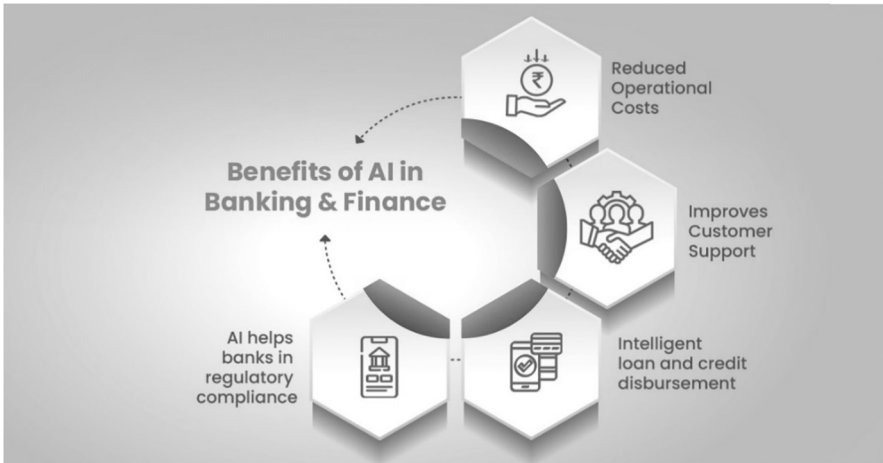 Benefits of AI in
Banking & Finance
Reduced
Operational
Costs
₹
Improves
Customer
Support
Intelligent
loan and credit
disbursement
AI helps
banks in
regulatory
compliance